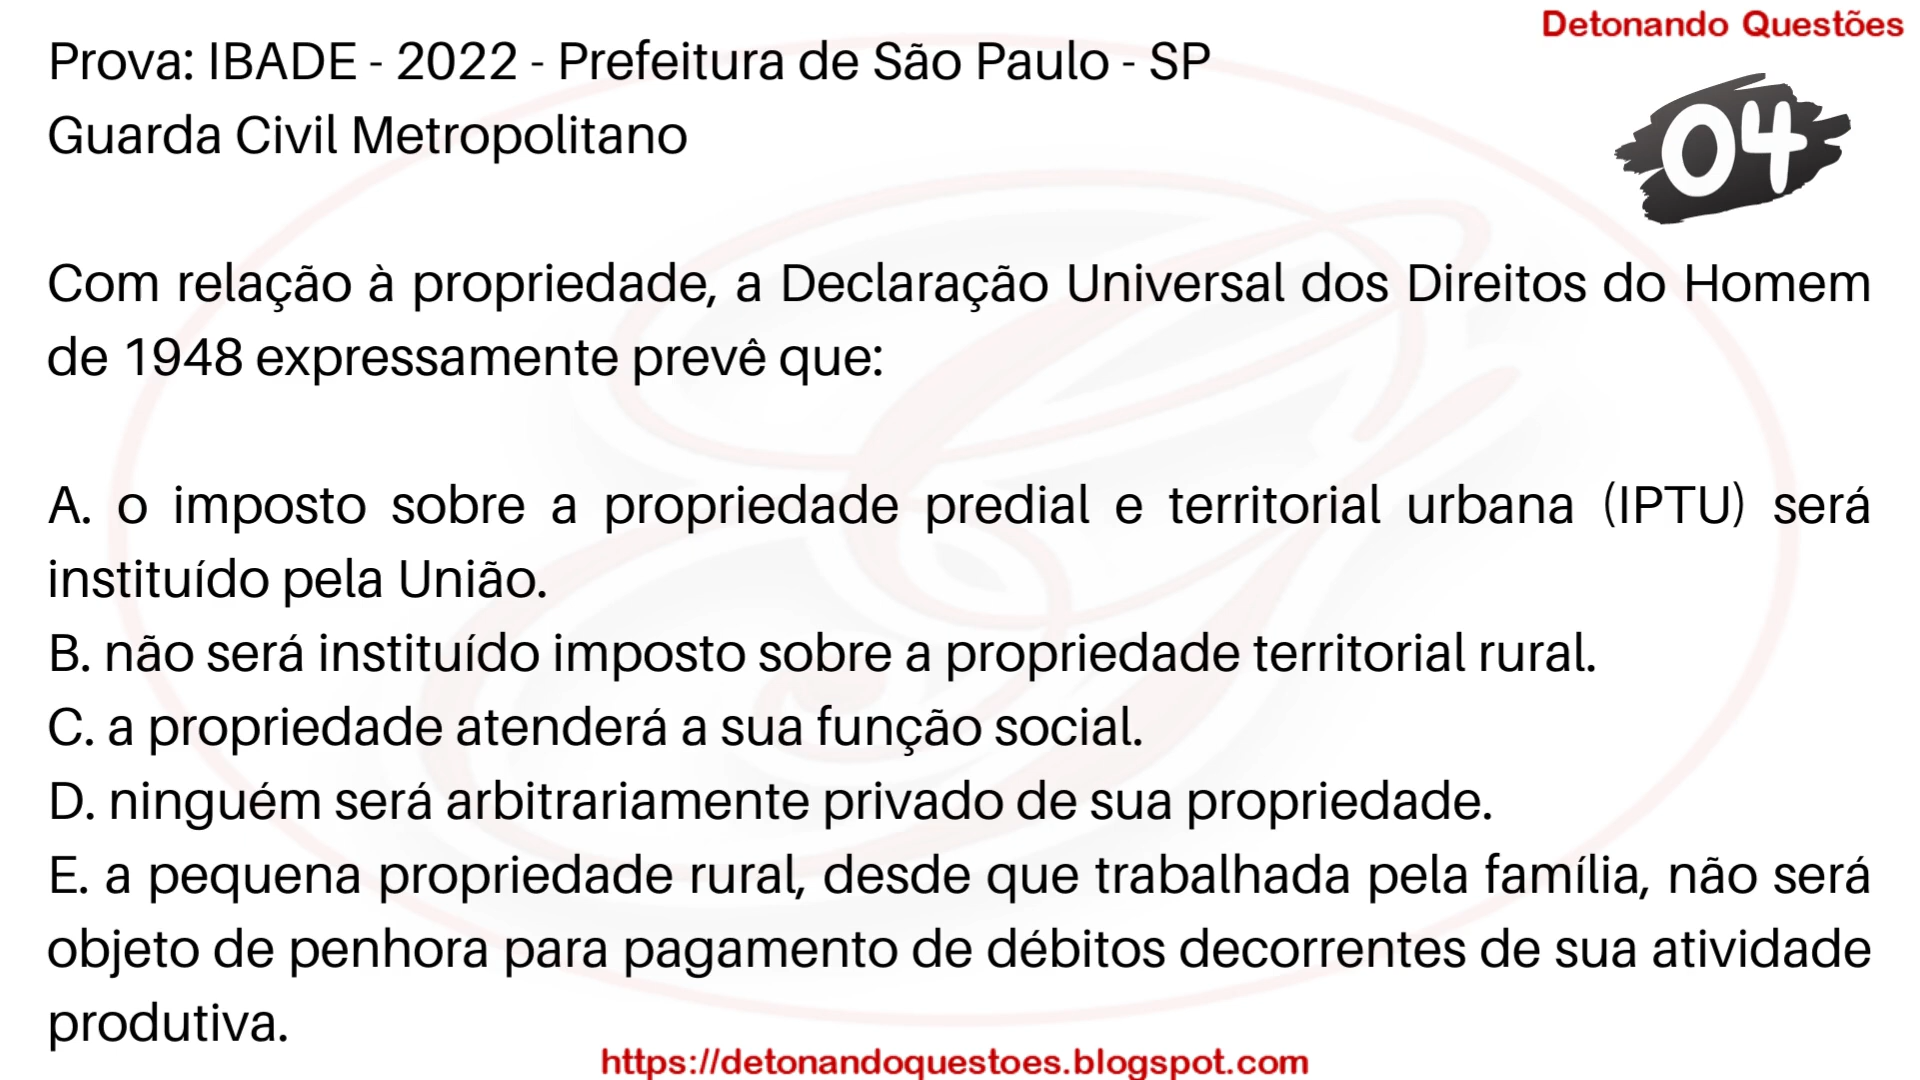 Detonando Questões
Prova: IBADE - 2022 - Prefeitura de São Paulo - SP
Guarda Civil Metropolitano
04
Com relação à propriedade, a Declaração Universal dos Direitos do Homem
de 1948 expressamente prevê que:
A. o imposto sobre a propriedade predial e territorial urbana (IPTU) será
instituído pela União.
B. não será instituído imposto sobre a propriedade territorial rural.
C. a propriedade atenderá a sua função social.
D. ninguém será arbitrariamente privado de sua propriedade.
E. a pequena propriedade rural, desde que trabalhada pela família, não será
objeto de penhora para pagamento de débitos decorrentes de sua atividade
produtiva.
https://detonandoquestoes.blogspot.com